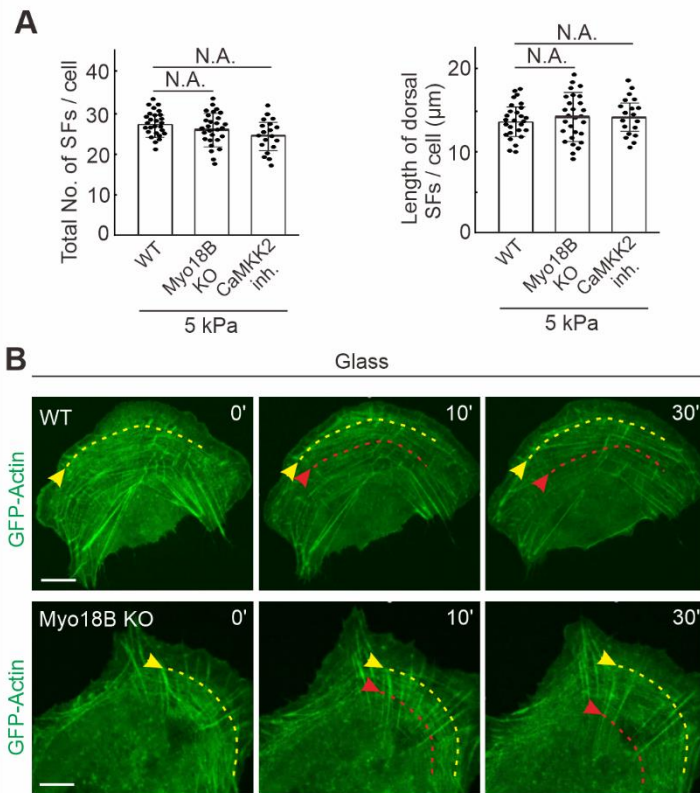 A
N.A.
N.A.
Total No. of SFs / cell
40
30
20
10
0
WT
Myo18B
KO
CaMKK2
inh.
5 kPa
N.A.
N.A.
Length of dorsal
SFs / cell (µm)
20
15
10
5
0
WT
Myo18B
KO
CaMKK2
inh.
5 kPa
B
Glass
GFP-Actin
WT
0'
10'
30'
GFP-Actin
Myo18B KO
0'
10'
30'